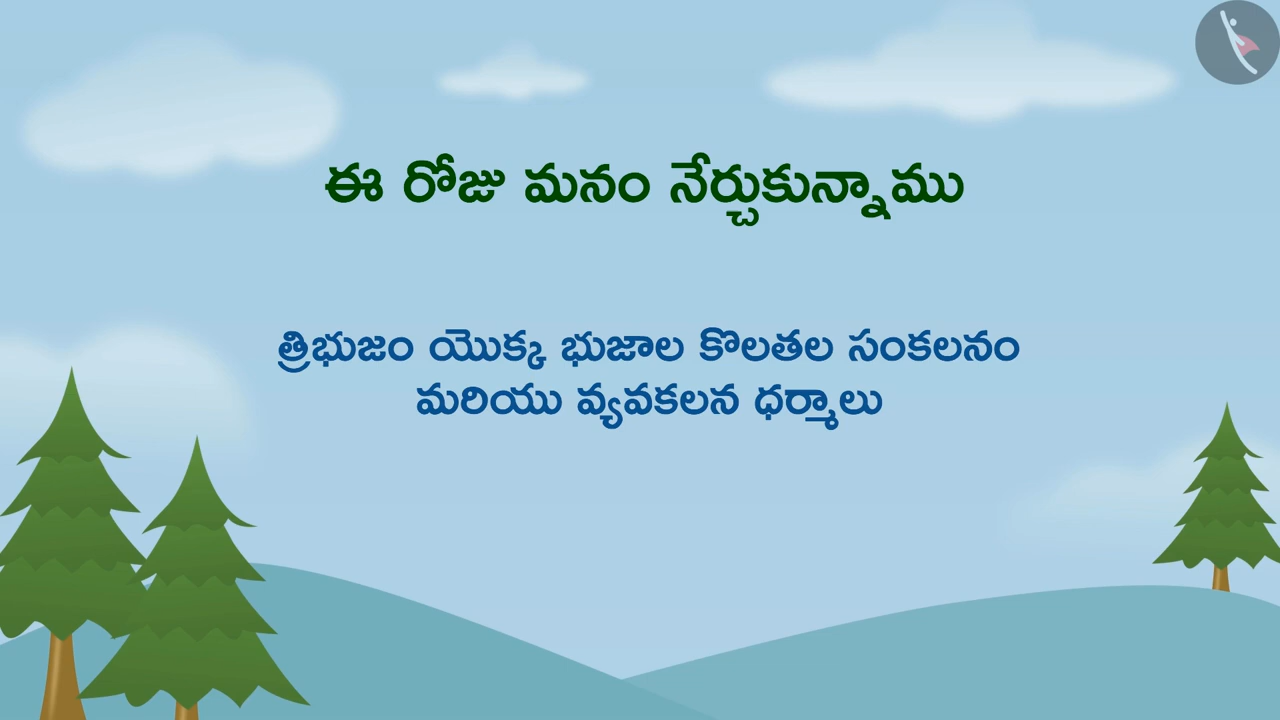 ఈ రోజు మనం నేర్చుకున్నాము
త్రిభుజం యొక్క భుజాల కొలతల సంకలనం
మరియు వ్యవకలన ధర్మాలు